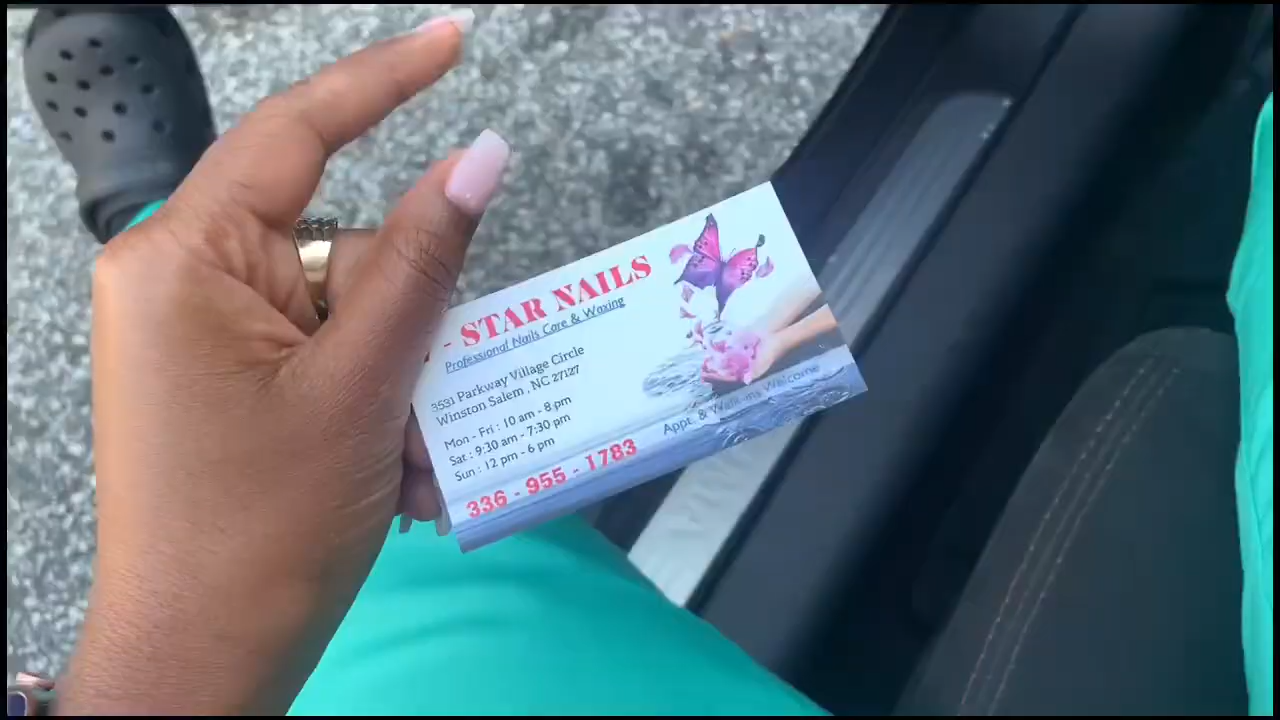 - STAR NAILS
Professional Nails Care & Waxing
3531 Parkway Village Circle
Winston Salem , NC 27127
Mon - Fri : 10 am - 8 pm
Sat : 9:30 am - 7:30 pm
Sun : 12 pm - 6 pm
336 - 955 - 1783
Appt. & Walk-ins Welcome